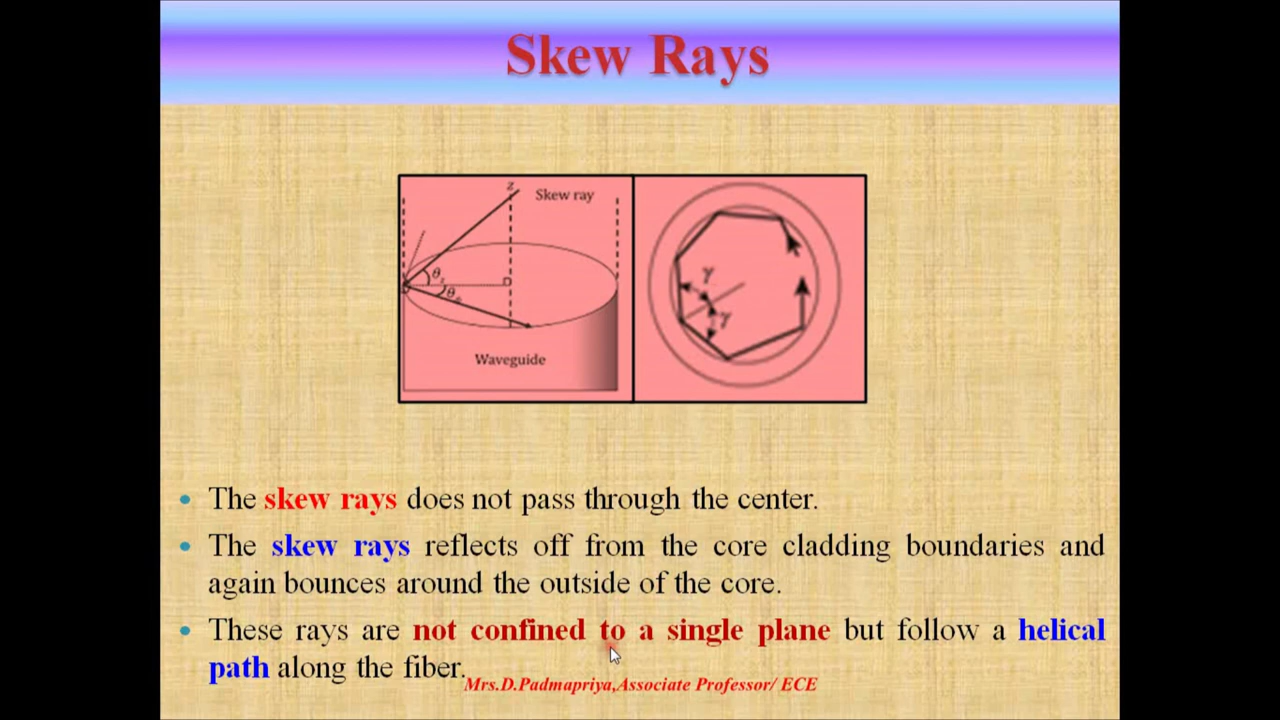 Skew Rays
z
Skew ray
θ
θ
Waveguide
γ
γ
• The skew rays does not pass through the center.
• The skew rays reflects off from the core cladding boundaries and
again bounces around the outside of the core.
• These rays are not confined to a single plane but follow a helical
path along the fiber.
Mrs.D.Padmapriya,Associate Professor/ ECE